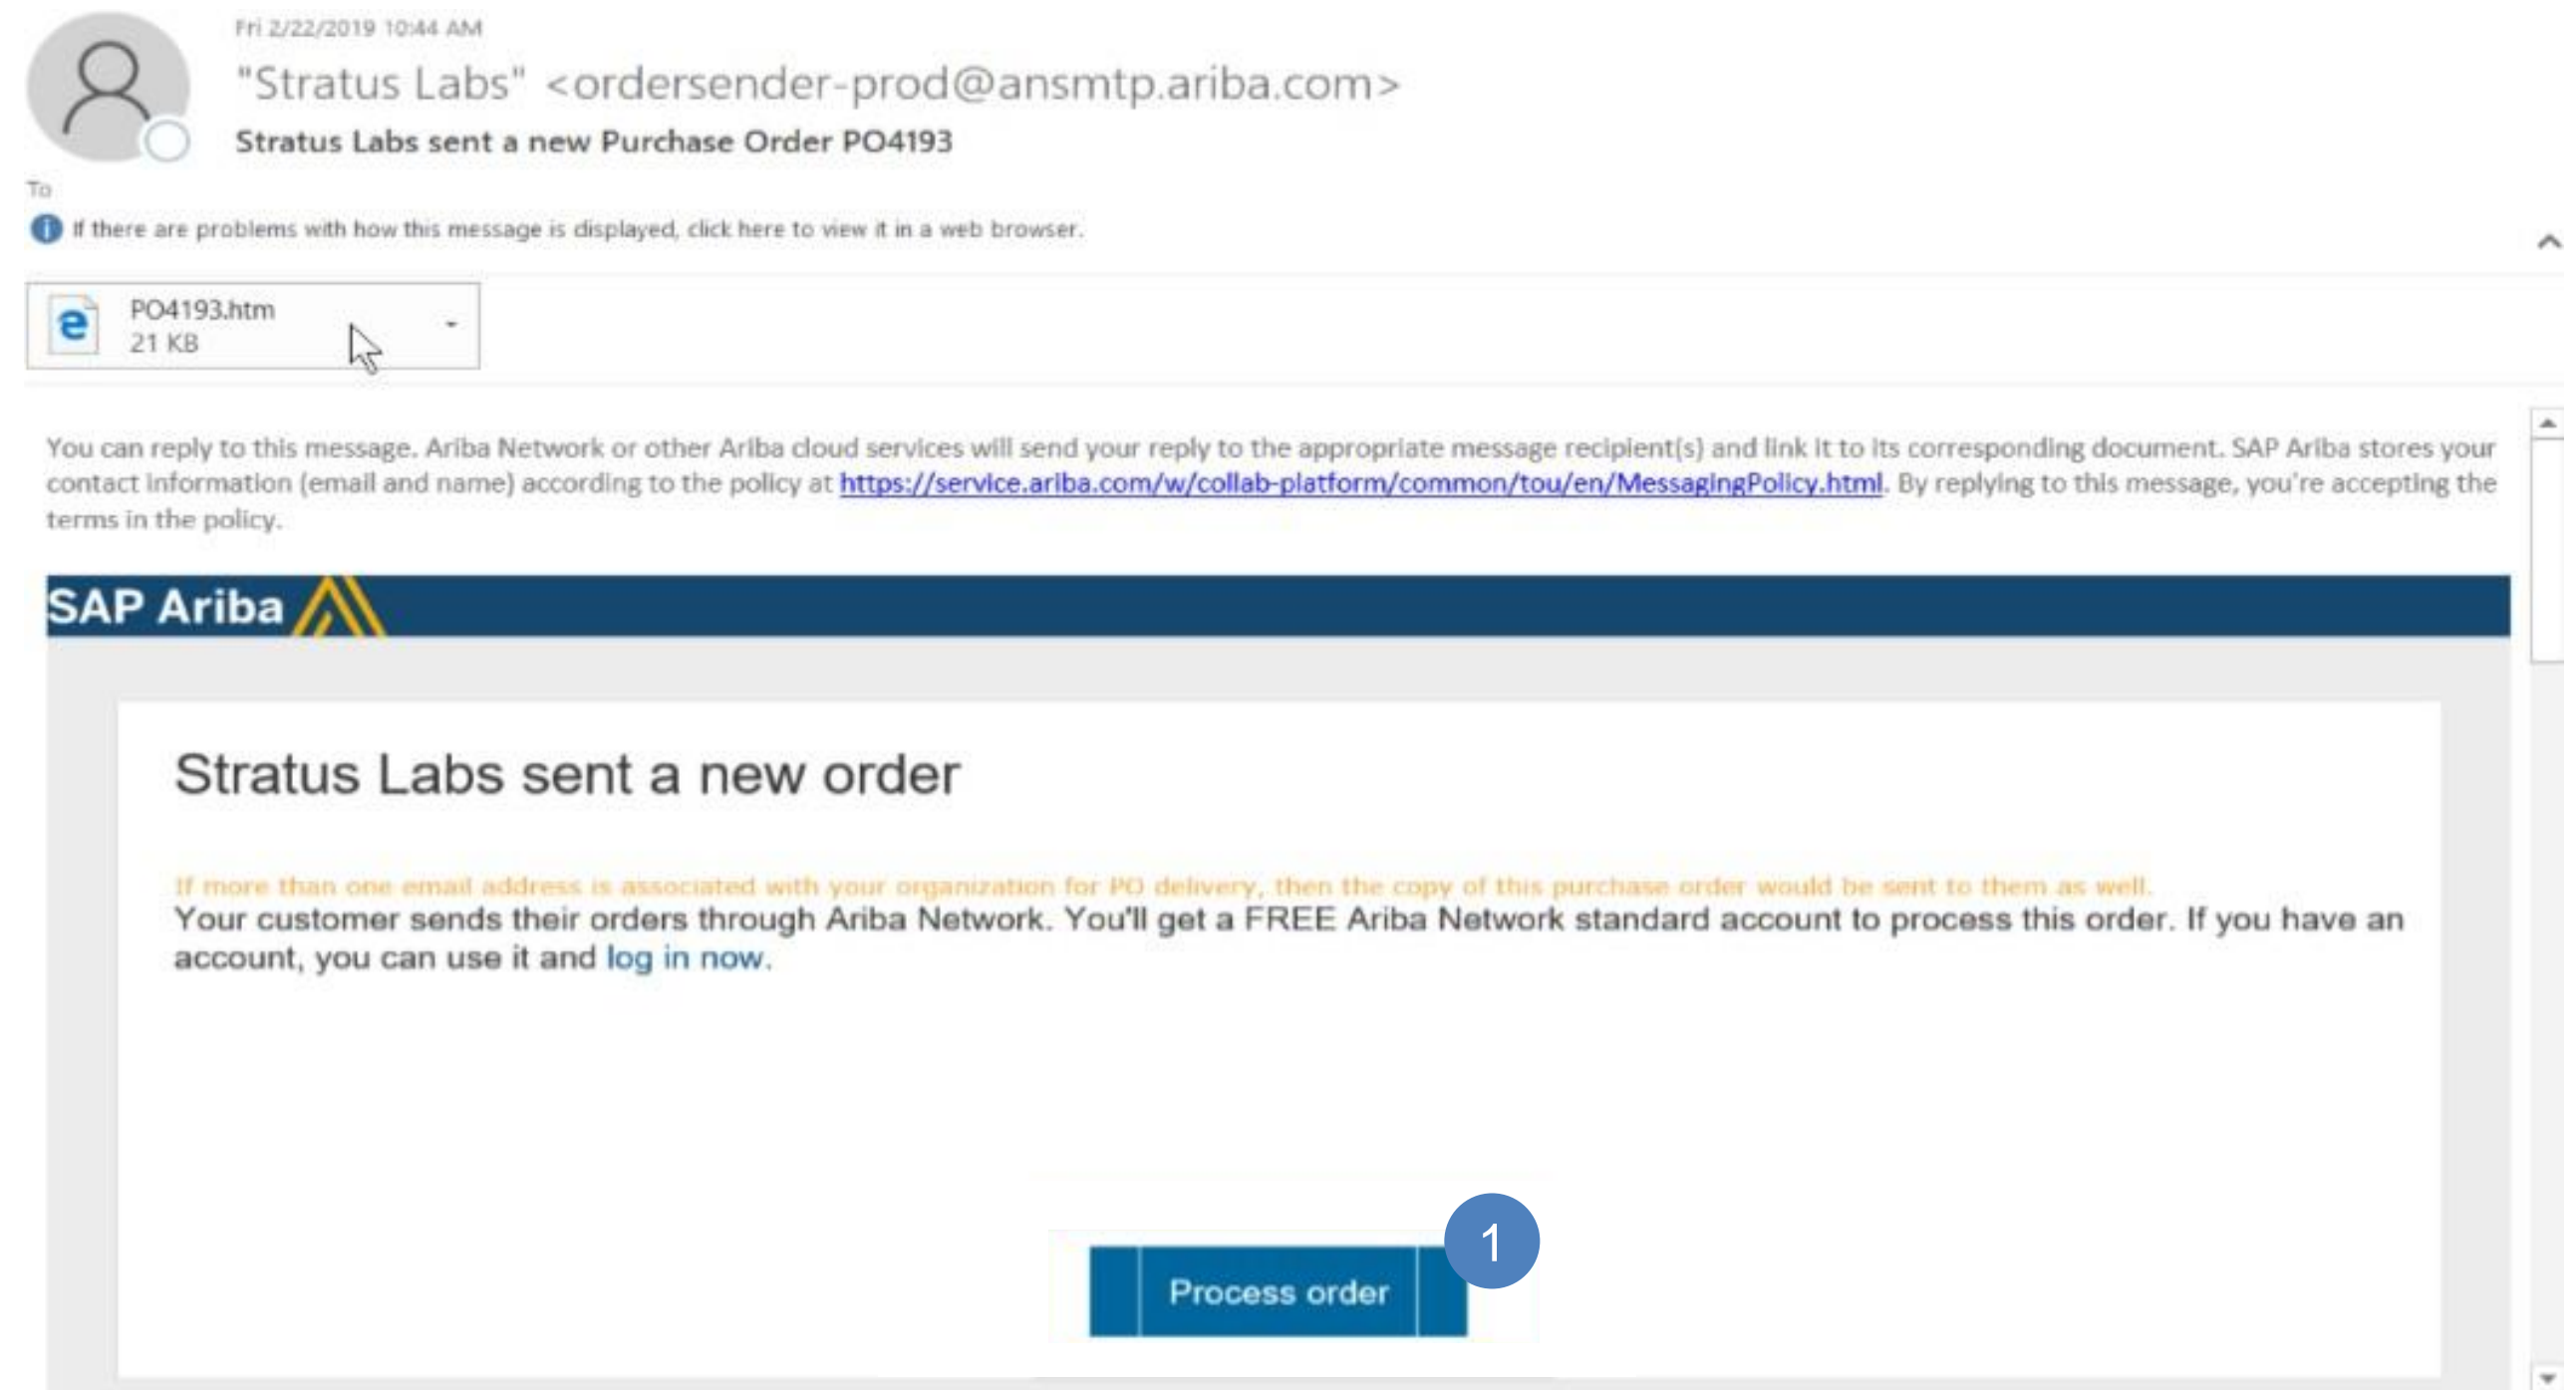 Fri 2/22/2019 10:44 AM
"Stratus Labs" <ordersender-prod@ansmtp.ariba.com>
Stratus Labs sent a new Purchase Order PO4193
To
If there are problems with how this message is displayed, click here to view it in a web browser.
PO4193.htm
21 KB
You can reply to this message. Ariba Network or other Ariba cloud services will send your reply to the appropriate message recipient(s) and link it to its corresponding document. SAP Ariba stores your
contact information (email and name) according to the policy at https://service.ariba.com/w/collab-platform/common/tou/en/MessagingPolicy.html. By replying to this message, you're accepting the
terms in the policy.
SAP Ariba
Stratus Labs sent a new order
If more than one email address is associated with your organization for PO delivery, then the copy of this purchase order would be sent to them as well.
Your customer sends their orders through Ariba Network. You'll get a FREE Ariba Network standard account to process this order. If you have an
account, you can use it and log in now.
1
Process order